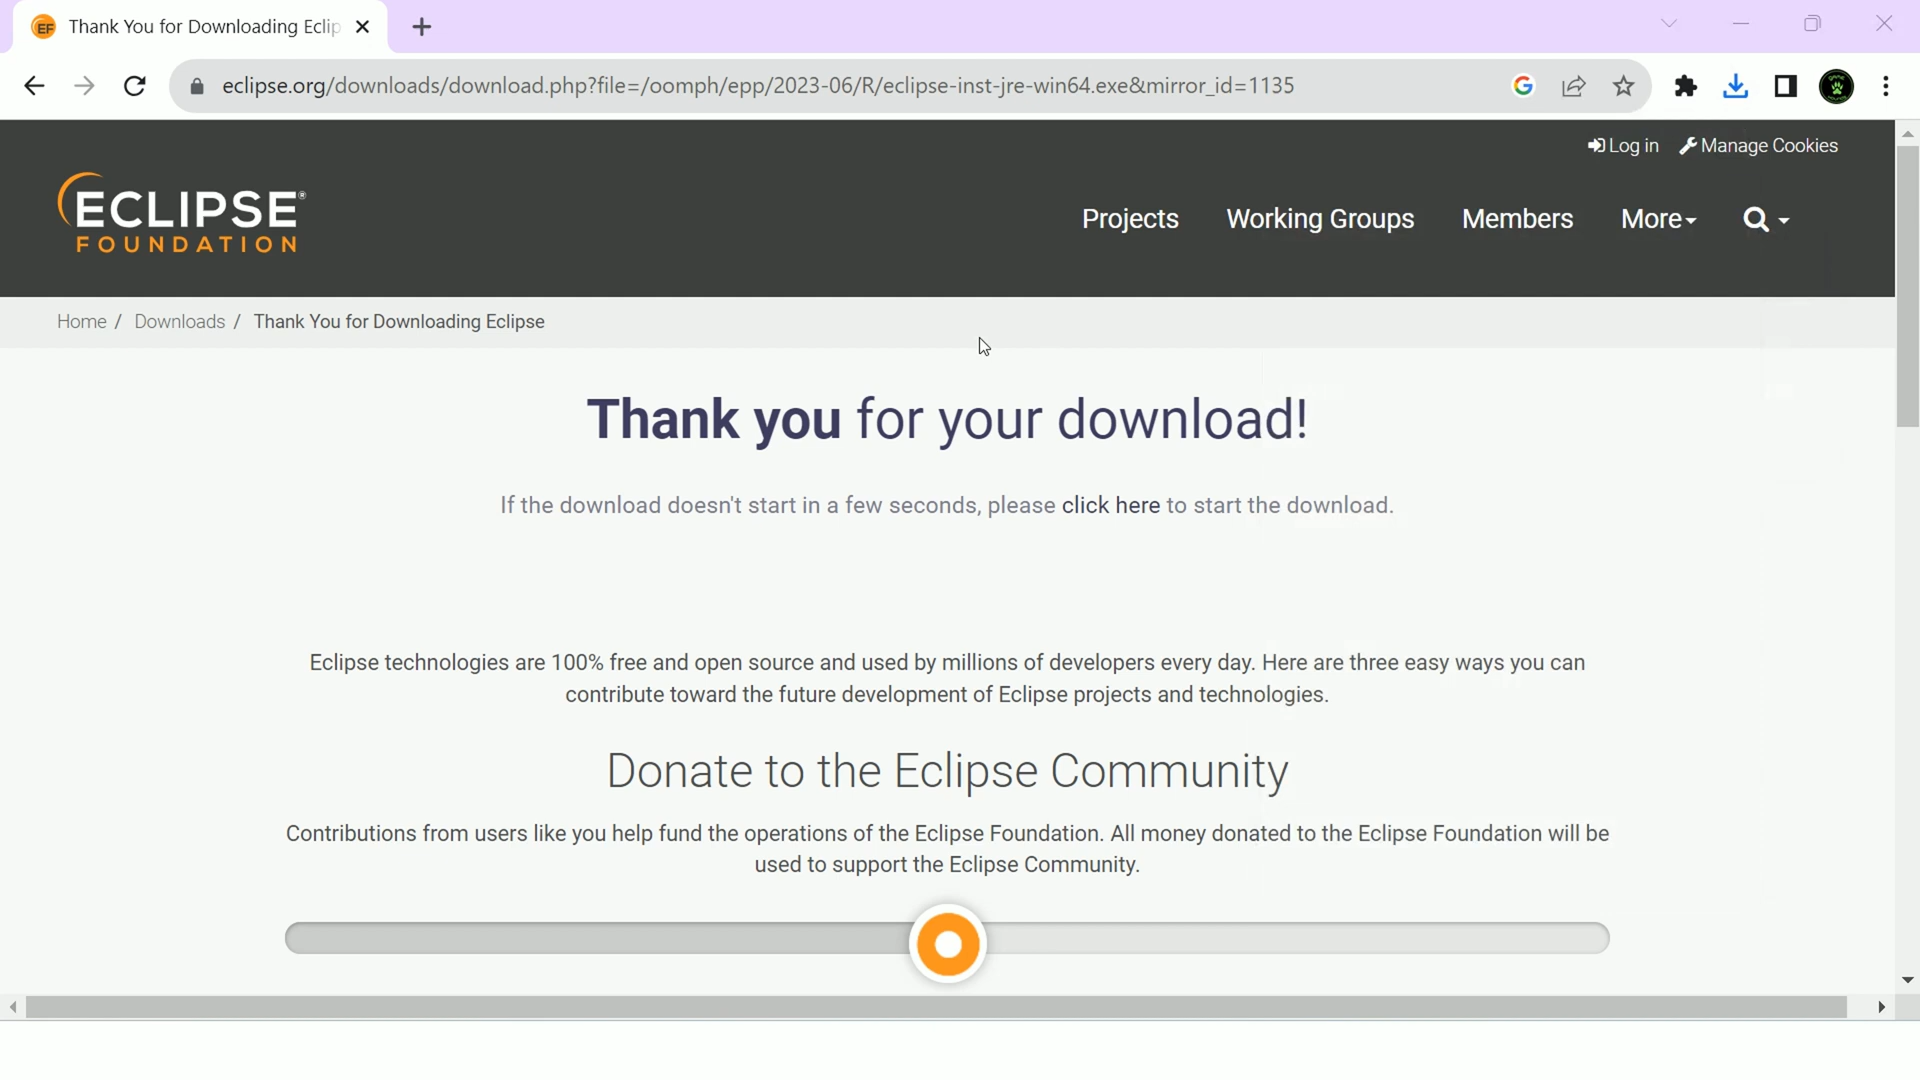 Thank You for Downloading Eclip
eclipse.org/downloads/download.php?file=/oomph/epp/2023-06/R/eclipse-inst-jre-win64.exe&mirror_id=1135
Log in Manage Cookies
ECLIPSE®
FOUNDATION
Projects Working Groups Members More
Home / Downloads / Thank You for Downloading Eclipse
Thank you for your download!
If the download doesn't start in a few seconds, please click here to start the download.
Eclipse technologies are 100% free and open source and used by millions of developers every day. Here are three easy ways you can
contribute toward the future development of Eclipse projects and technologies.
Donate to the Eclipse Community
Contributions from users like you help fund the operations of the Eclipse Foundation. All money donated to the Eclipse Foundation will be
used to support the Eclipse Community.